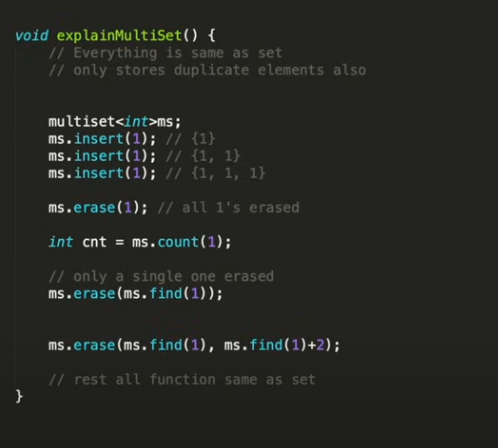 void explainMultiSet() {
// Everything is same as set
// only stores duplicate elements also
multiset<int>ms;
ms.insert(1); // {1}
ms.insert(1); // {1, 1}
ms.insert(1); // {1, 1, 1}
ms.erase(1); // all 1's erased
int cnt = ms.count(1);
// only a single one erased
ms.erase(ms.find(1));
ms.erase(ms.find(1), ms.find(1)+2);
// rest all function same as set
}